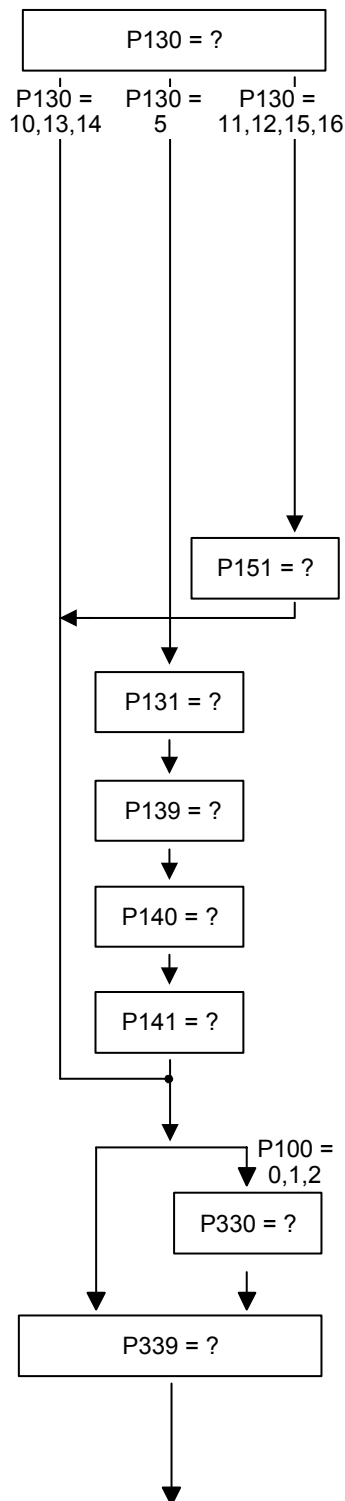 P130 = ?
P130 =
10,13,14
P130 =
5
P130 =
11,12,15,16
P151 = ?
P131 = ?
P139 = ?
P140 = ?
P141 = ?
P100 =
0,1,2
P330 = ?
P339 = ?